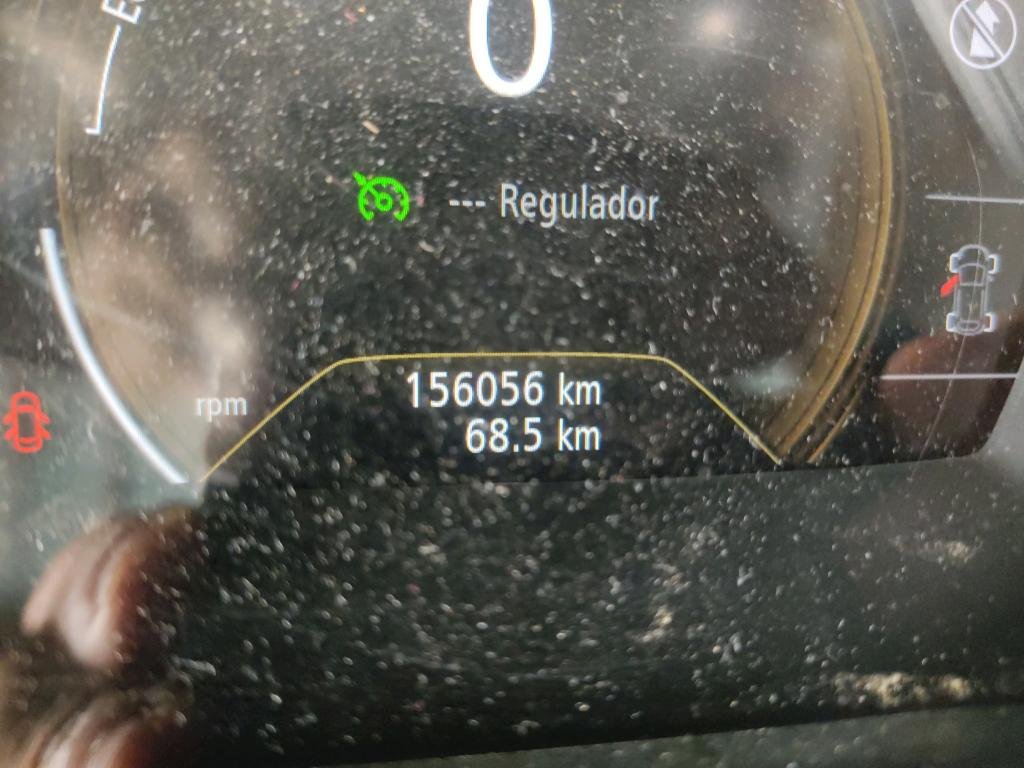 0
--- Regulador
rpm
156056 km
68.5 km